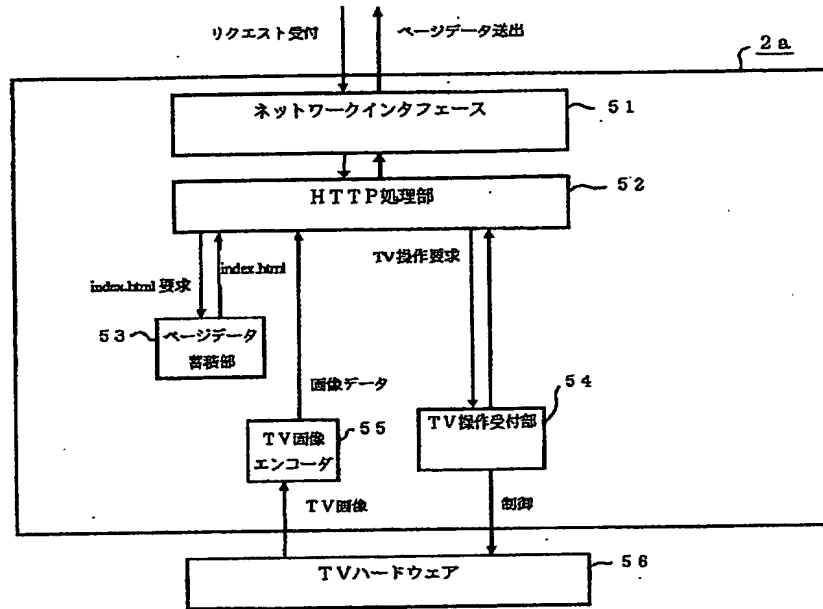 リクエスト受付
ページデータ送出
２ａ
ネットワークインタフェース
５１
ＨＴＴＰ処理部
５２
index.html 要求
index.html
TV操作要求
５３
ページデータ
蓄積部
画像データ
５４
５５
ＴＶ画像
エンコーダ
ＴＶ操作受付部
ＴＶ画像
制御
ＴＶハードウェア
５６